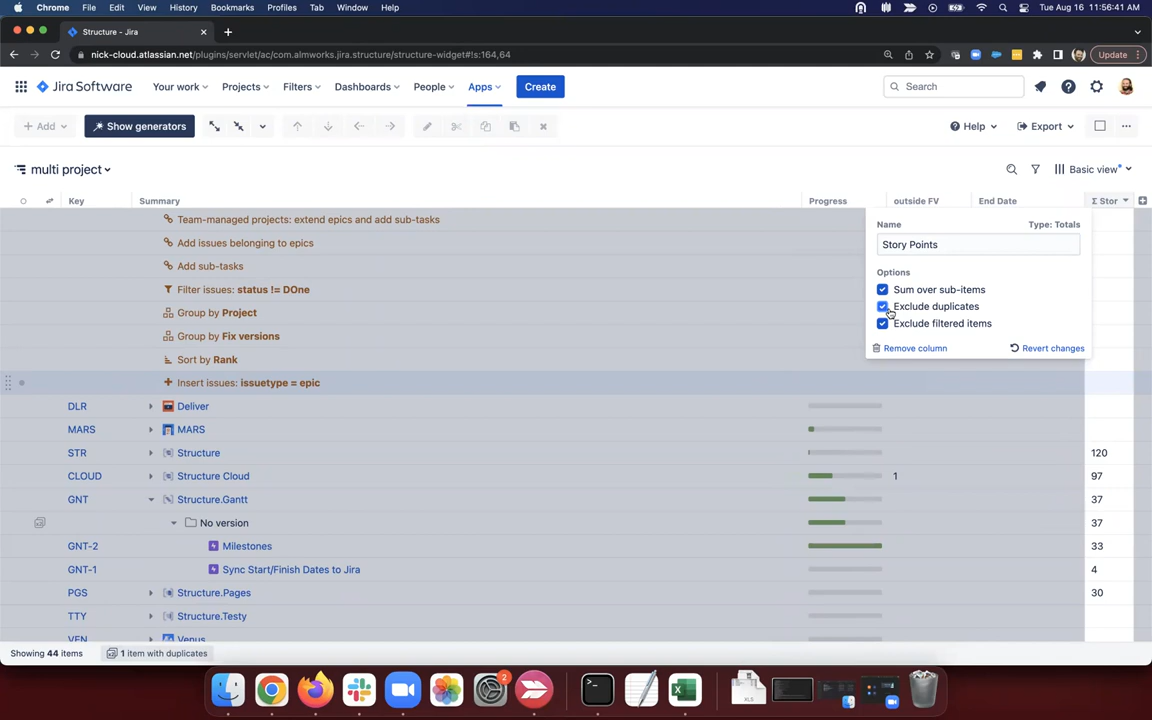 Chrome File Edit View History Bookmarks Profiles Tab Window Help Tue Aug 16 11:56:41 AM
Structure - Jira
nick-cloud.atlassian.net/plugins/servlet/ac/com.almworks.jira.structure/structure-widget#!s:164,64 Update
Jira Software Your work Projects Filters Dashboards People Apps Create Search
Add Show generators Help Export
multi project Basic view*
Key Summary Progress outside FV End Date Σ Stor
Team-managed projects: extend epics and add sub-tasks
Name Type: Totals
Add issues belonging to epics
Story Points
Add sub-tasks
Options
Filter issues: status != DOne
Sum over sub-items
Group by Project
Exclude duplicates
Group by Fix versions
Exclude filtered items
Remove column Revert changes
Sort by Rank
Insert issues: issuetype = epic
DLR Deliver
MARS MARS
STR Structure 120
CLOUD Structure Cloud 1 97
GNT Structure.Gantt 37
No version 37
GNT-2 Milestones 33
GNT-1 Sync Start/Finish Dates to Jira 4
PGS Structure.Pages 30
TTY Structure.Testy
VEN Venus
Showing 44 items 1 item with duplicates
2
XLS